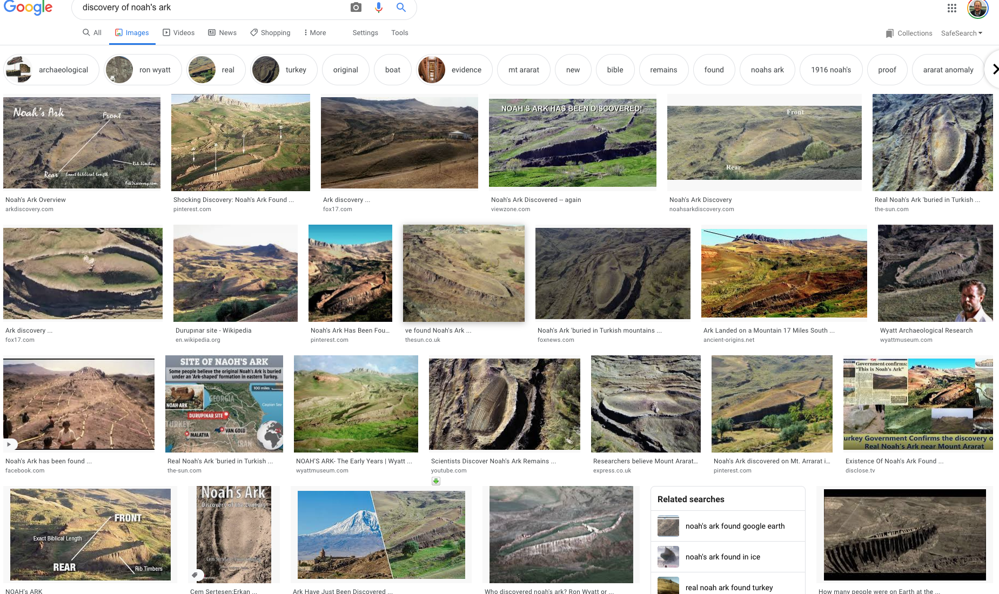 Google
discovery of noah's ark
All
Images
Videos
News
Shopping
More
Settings
Tools
Collections
SafeSearch
archaeological
ron wyatt
real
turkey
original
boat
evidence
mt ararat
new
bible
remains
found
noahs ark
1916 noah's
proof
ararat anomaly
Noah's Ark
Front
Rear
Exact biblical length
Rib timbers
ArkDiscovery.com
A
B
C
D
NOAH'S ARK HAS BEEN DISCOVERED!
Front
Rear
Noah's Ark Overview
arkdiscovery.com
Shocking Discovery: Noah's Ark Found ...
pinterest.com
Ark discovery ...
fox17.com
Noah's Ark Discovered -- again
viewzone.com
Noah's Ark Discovery
noahsarkdiscovery.com
Real Noah's Ark 'buried in Turkish ...
the-sun.com
Ark discovery ...
fox17.com
Durupınar site - Wikipedia
en.wikipedia.org
Noah's Ark Has Been Fou...
pinterest.com
ve found Noah's Ark ...
thesun.co.uk
Noah's Ark 'buried in Turkish mountains ...
foxnews.com
Ark Landed on a Mountain 17 Miles South ...
ancient-origins.net
Wyatt Archaeological Research
wyattmuseum.com
SITE OF NAOH'S ARK
Some people believe the original Noah's Ark is buried
under an 'Ark-shaped' formation in eastern Turkey.
100 miles
GEORGIA
Caspian Sea
NOAH ARK
DURUPINAR SITE
TURKEY
VAN GOLU
MALATYA
IRAN
Government confirms:
"This is Noah's Ark"
urkey Government Confirms the discovery o
Real Noah's Ark near Mount Ararat
Noah's Ark has been found ...
facebook.com
Real Noah's Ark 'buried in Turkish ...
the-sun.com
NOAH'S ARK- The Early Years | Wyatt ...
wyattmuseum.com
Scientists Discover Noah's Ark Remains ...
youtube.com
Researchers believe Mount Ararat...
express.co.uk
Noah's Ark discovered on Mt. Arrarat i...
pinterest.com
Existence Of Noah's Ark Found ...
disclose.tv
FRONT
Exact Biblical Length
REAR
Rib Timbers
Noah's Ark
Discovery of the century
Related searches
noah's ark found google earth
noah's ark found in ice
real noah ark found turkey
NOAH's ARK
Cem Sertesen:Erkan ...
Ark Have Just Been Discovered ...
Who discovered noah's ark? Ron Wyatt or ...
How many people were on Earth at the ...